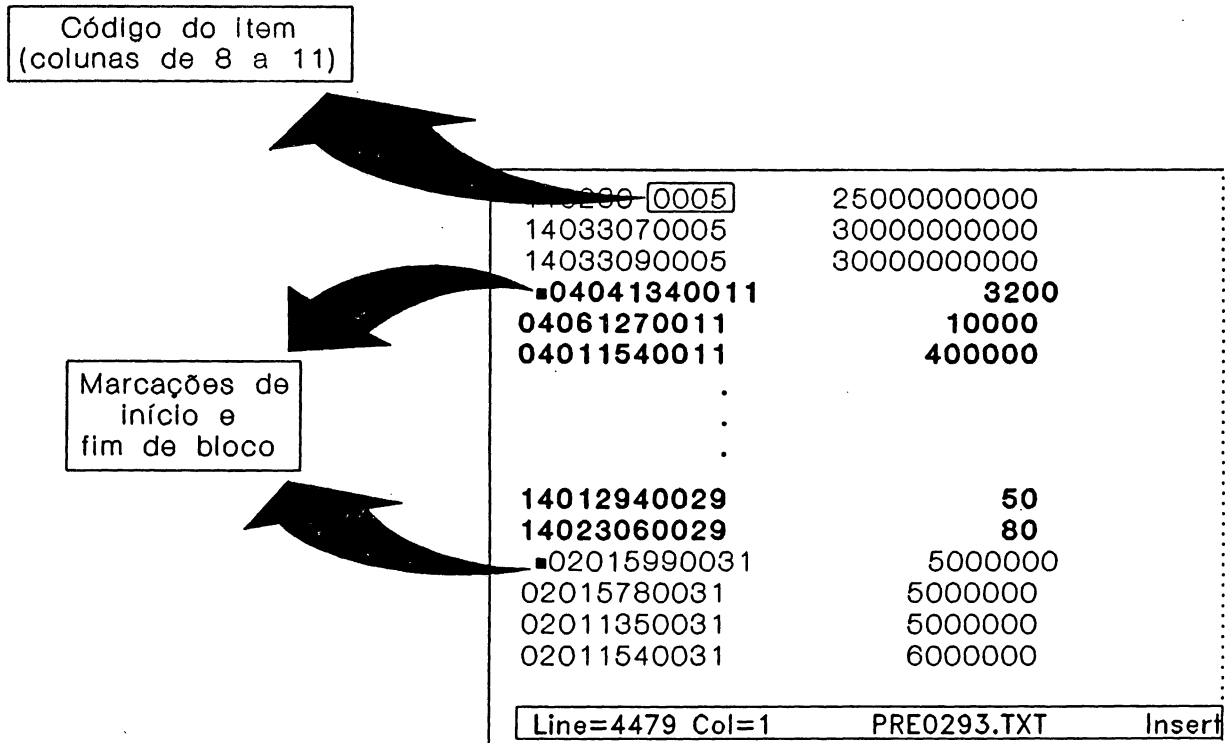 Código do item
(colunas de 8 a 11)
0005 25000000000
14033070005 30000000000
14033090005 30000000000
■04041340011 3200
04061270011 10000
04011540011 400000
.
.
.
Marcações de
início e
fim de bloco
14012940029 50
14023060029 80
■02015990031 5000000
02015780031 5000000
02011350031 5000000
02011540031 6000000
Line=4479 Col=1 PRE0293.TXT Insert